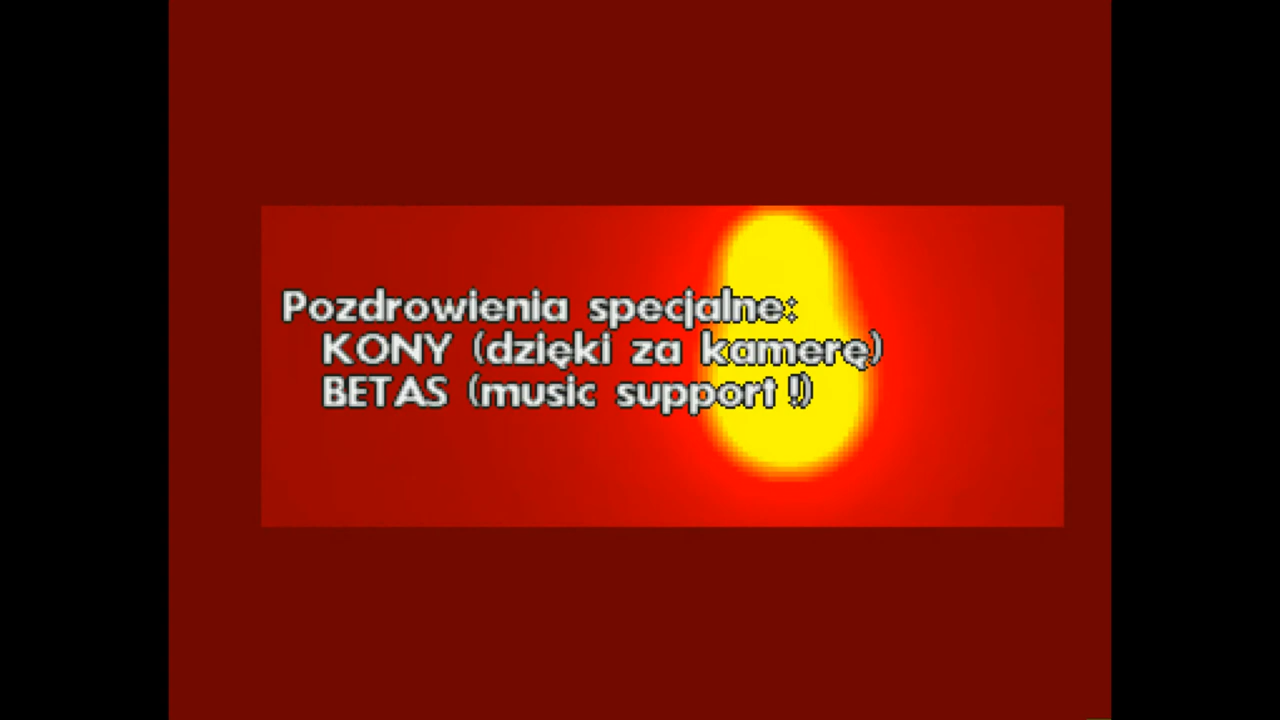 Pozdrowienia specjalne:
KONY (dzięki za kamerę)
BETAS (music support !)